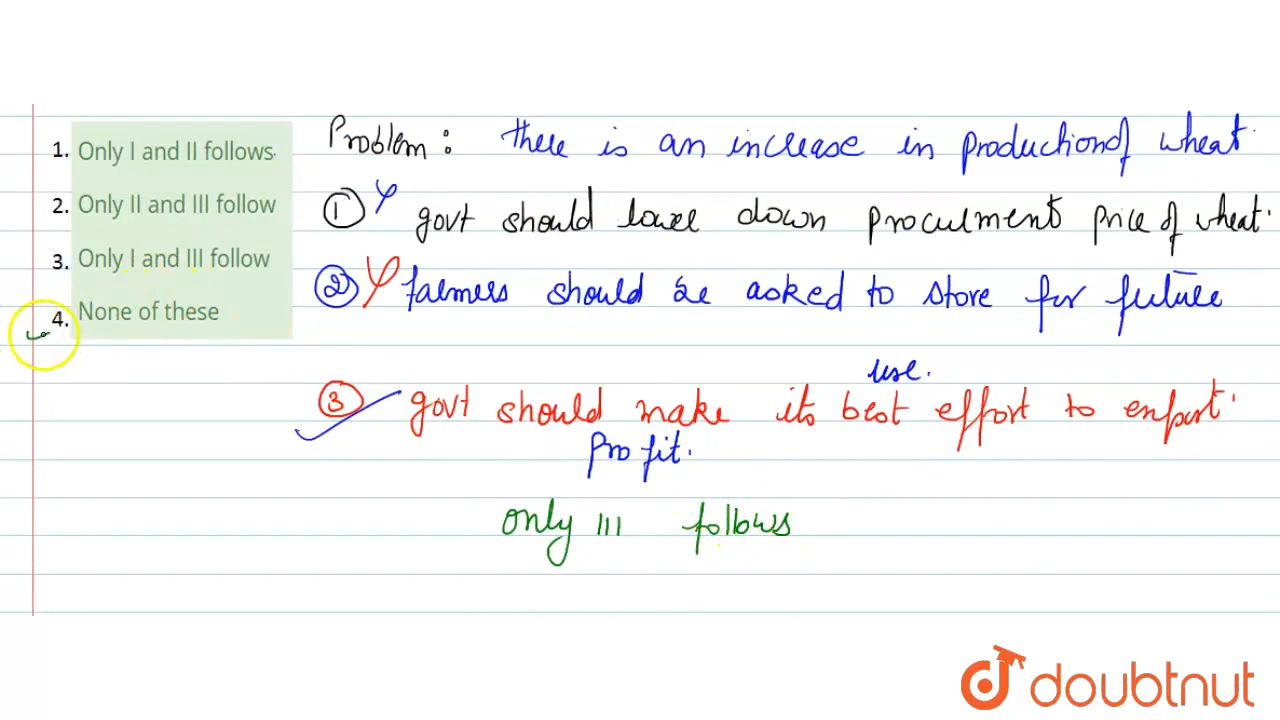 1. Only I and II follows.
2. Only II and III follow
3. Only I and III follow
4. None of these
Problem: there is an increase in production of wheat.
① govt should lower down procurment price of wheat.
② farmers should be asked to store for future
use.
③ govt should make its best effort to export.
Profit.
Only III follows
doubtnut